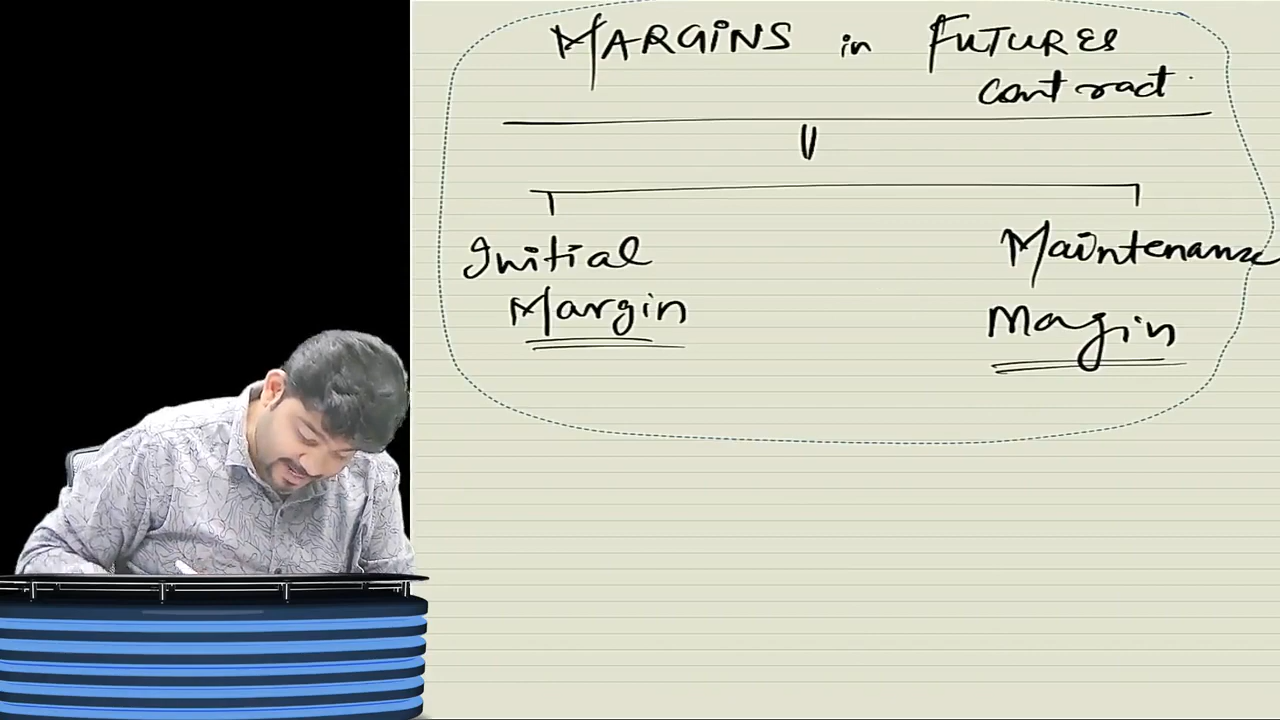 MARGINS in FUTURES
contract
Initial
Margin
Maintenance
Margin